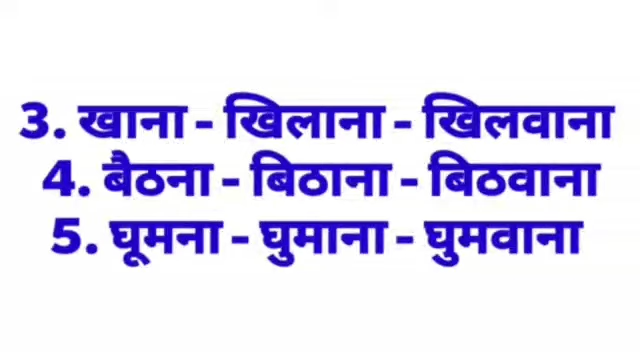 3. खाना - खिलाना - खिलवाना
4. बैठना - बिठाना - बिठवाना
5. घूमना - घुमाना - घुमवाना